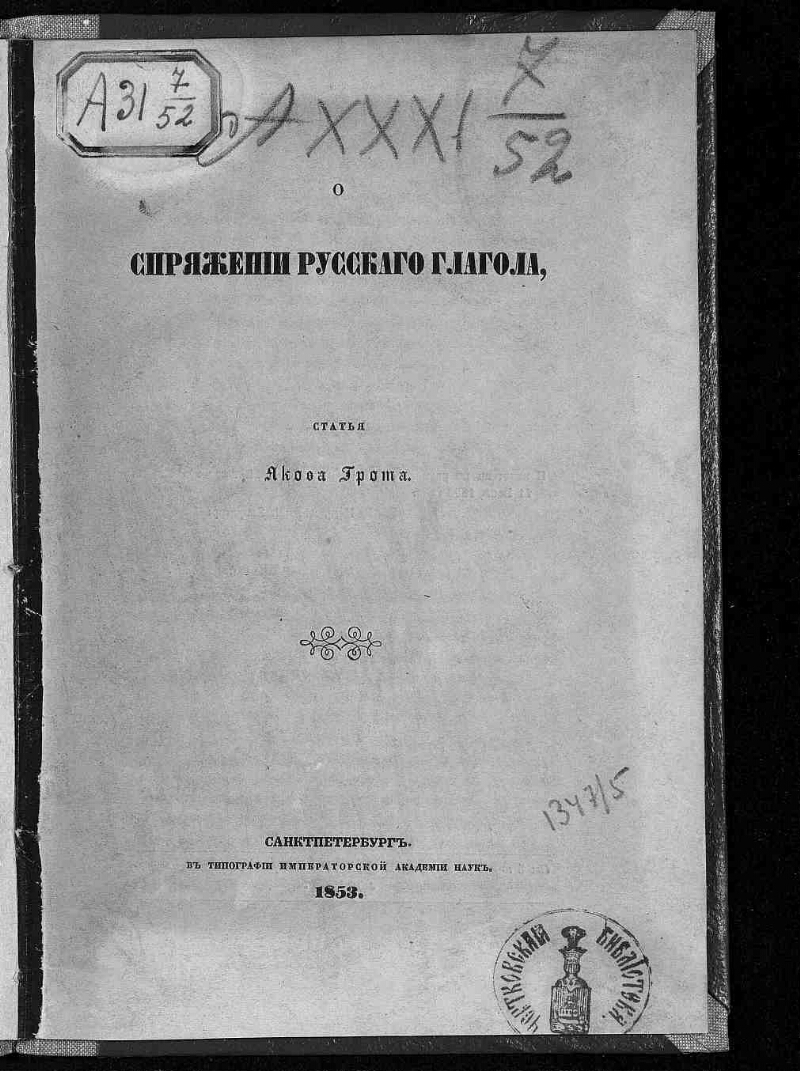 А31 7/52
А XXXI 7/52
О
СПРЯЖЕНІИ РУССКАГО ГЛАГОЛА,
СТАТЬЯ
Якова Грота.
1347/5
САНКТПЕТЕРБУРГЪ.
ВЪ ТИПОГРАФІИ ИМПЕРАТОРСКОЙ АКАДЕМІИ НАУКЪ.
1853.
ЧЕРТКОВСКАЯ БИБЛІОТЕКА.